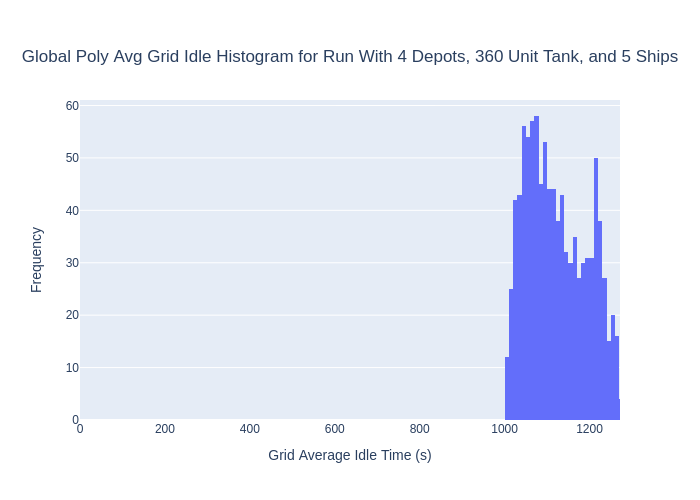 Global Poly Avg Grid Idle Histogram for Run With 4 Depots, 360 Unit Tank, and 5 Ships
60
50
40
30
20
10
0
Frequency
0 200 400 600 800 1000 1200
Grid Average Idle Time (s)